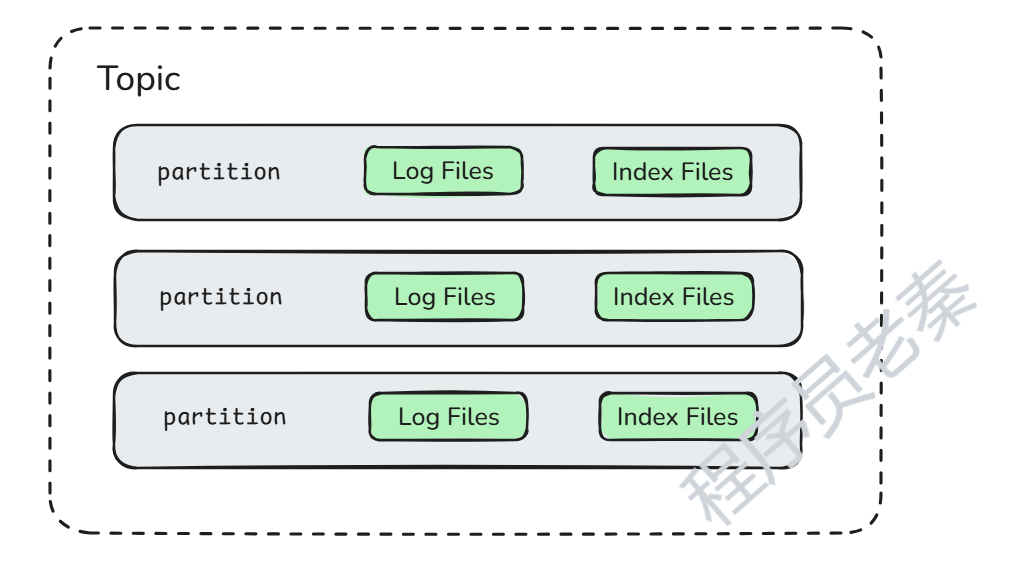 Topic
partition Log Files Index Files
partition Log Files Index Files
partition Log Files Index Files
程序员老秦